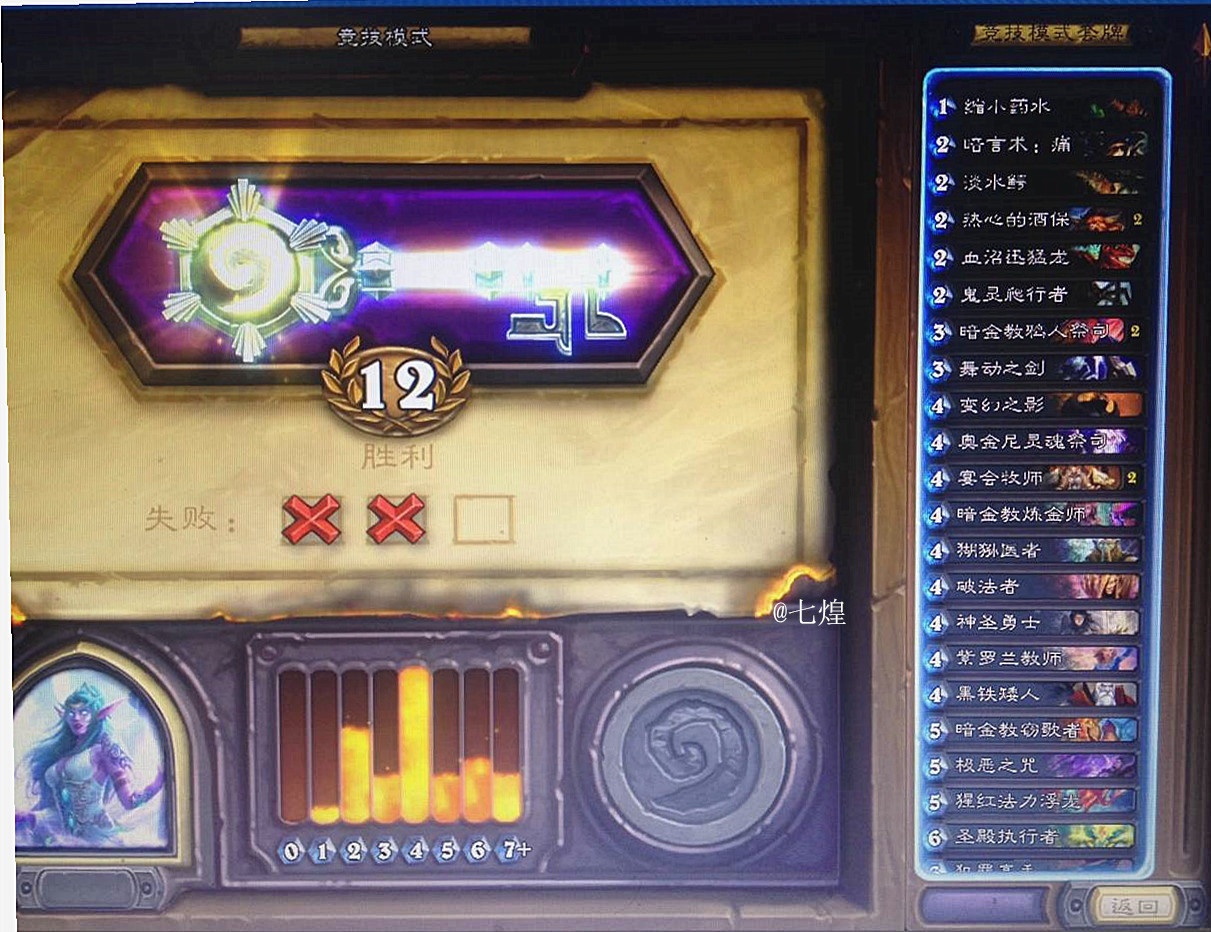 竞技模式
竞技模式套牌
12
胜利
失败：
@七煌
0 1 2 3 4 5 6 7+
1 缩小药水
2 暗言术：痛
2 淡水鳄
2 热心的酒保 2
2 血沼迅猛龙
2 鬼灵爬行者
3 暗金教鸦人祭司 2
3 舞动之剑
4 变幻之影
4 奥金尼灵魂祭司
4 宴会牧师 2
4 暗金教炼金师
4 猢狲医者
4 破法者
4 神圣勇士
4 紫罗兰教师
4 黑铁矮人
5 暗金教窃歌者
5 极恶之咒
5 猩红法力浮龙
6 圣殿执行者
返回